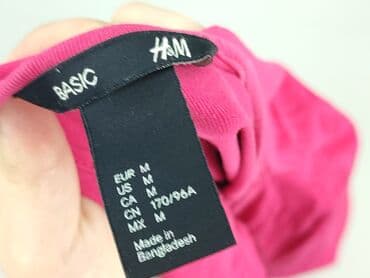 BASIC H&M
EUR M
US M
CA M
CN 170/96A
MX M
Made in
Bangladesh